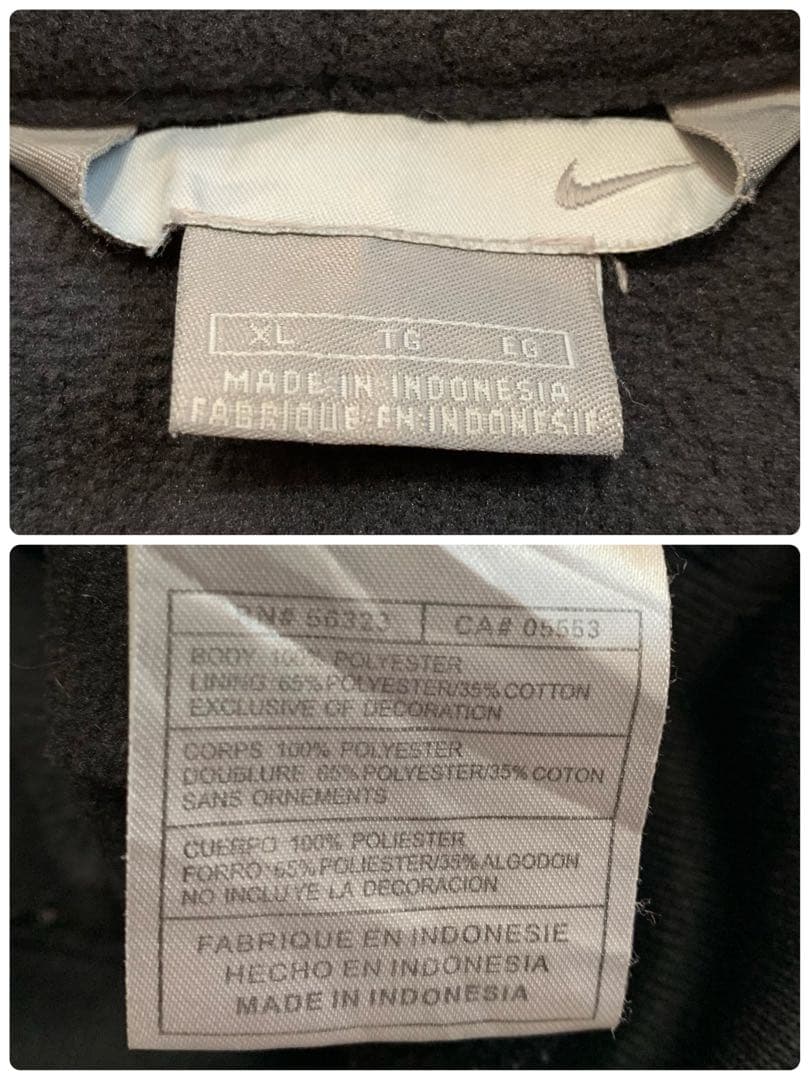 XL TG EG
MADE IN INDONESIA
FABRIQUE EN INDONESIE
RN# 56323 CA# 05553
BODY 100% POLYESTER
LINING 65% POLYESTER/35% COTTON
EXCLUSIVE OF DECORATION
CORPS 100% POLYESTER
DOUBLURE 65% POLYESTER/35% COTON
SANS ORNEMENTS
CUERPO 100% POLIESTER
FORRO 65% POLIESTER/35% ALGODON
NO INCLUYE LA DECORACION
FABRIQUE EN INDONESIE
HECHO EN INDONESIA
MADE IN INDONESIA